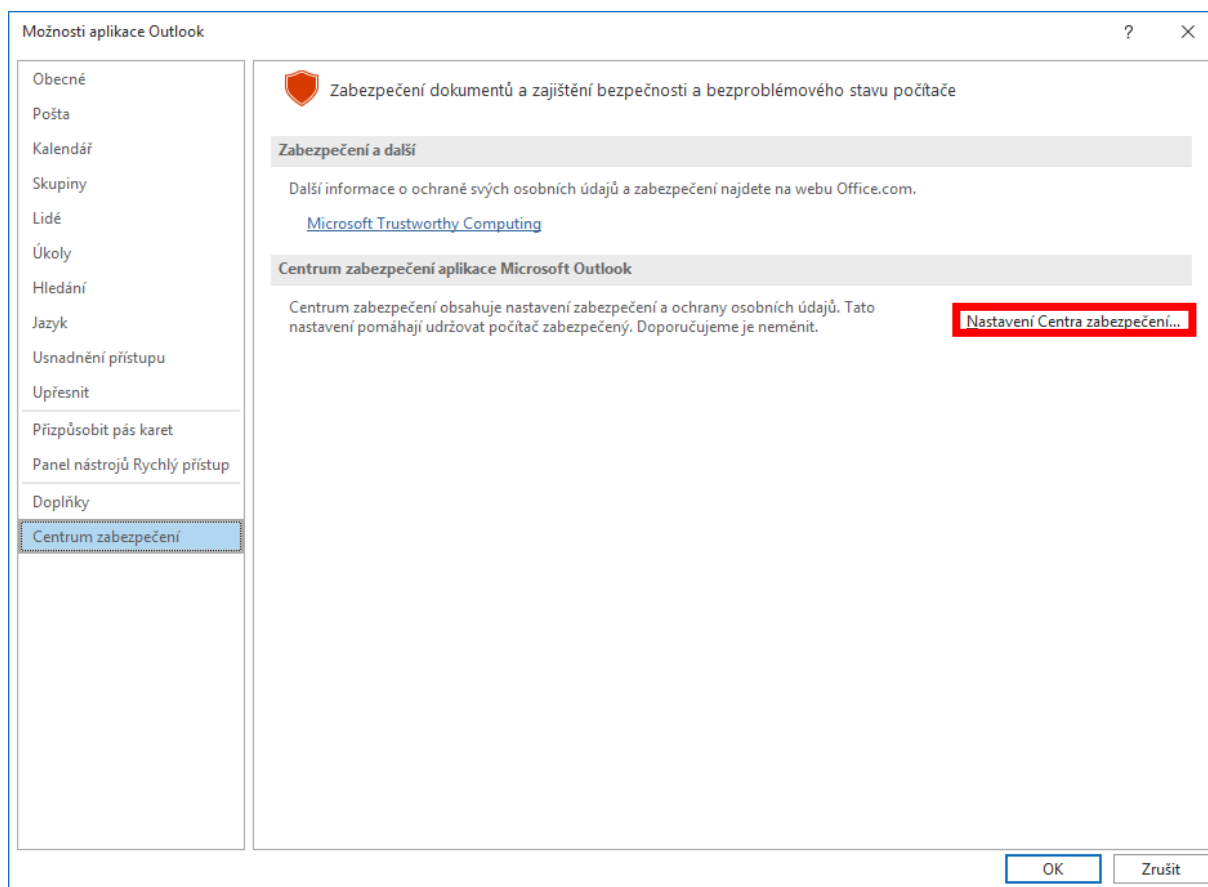 Možnosti aplikace Outlook
?
Obecné
Pošta
Kalendář
Skupiny
Lidé
Úkoly
Hledání
Jazyk
Usnadnění přístupu
Upřesnit
Přizpůsobit pás karet
Panel nástrojů Rychlý přístup
Doplňky
Centrum zabezpečení
Zabezpečení dokumentů a zajištění bezpečnosti a bezproblémového stavu počítače
Zabezpečení a další
Další informace o ochraně svých osobních údajů a zabezpečení najdete na webu Office.com.
Microsoft Trustworthy Computing
Centrum zabezpečení aplikace Microsoft Outlook
Centrum zabezpečení obsahuje nastavení zabezpečení a ochrany osobních údajů. Tato
nastavení pomáhají udržovat počítač zabezpečený. Doporučujeme je neměnit.
Nastavení Centra zabezpečení...
OK
Zrušit